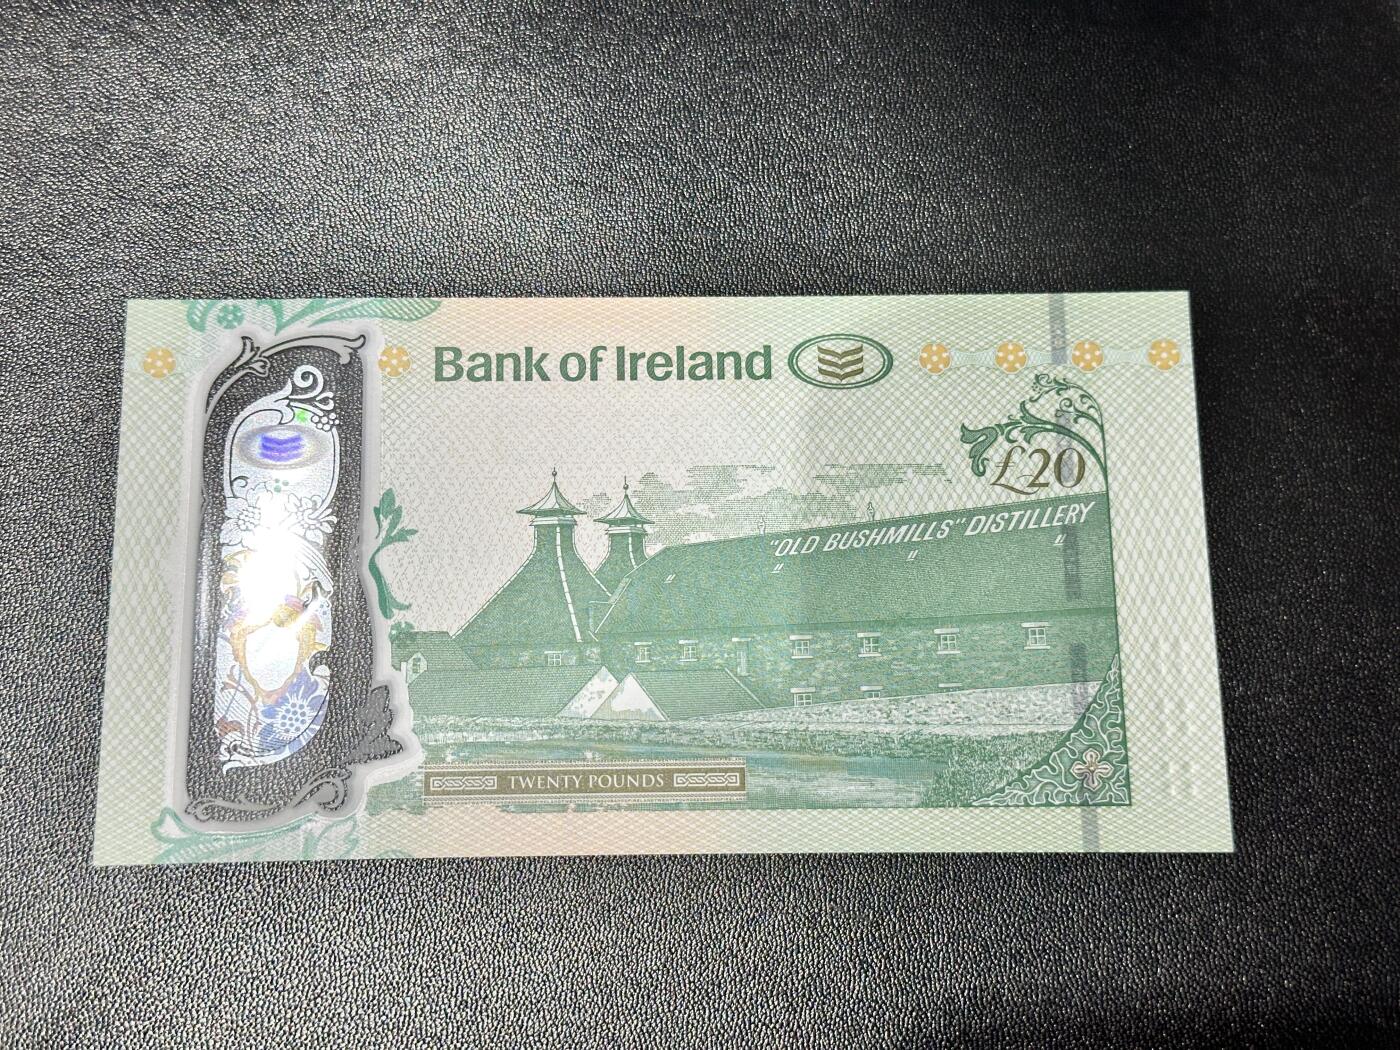 Bank of Ireland
£20
"OLD BUSHMILLS" DISTILLERY
TWENTY POUNDS